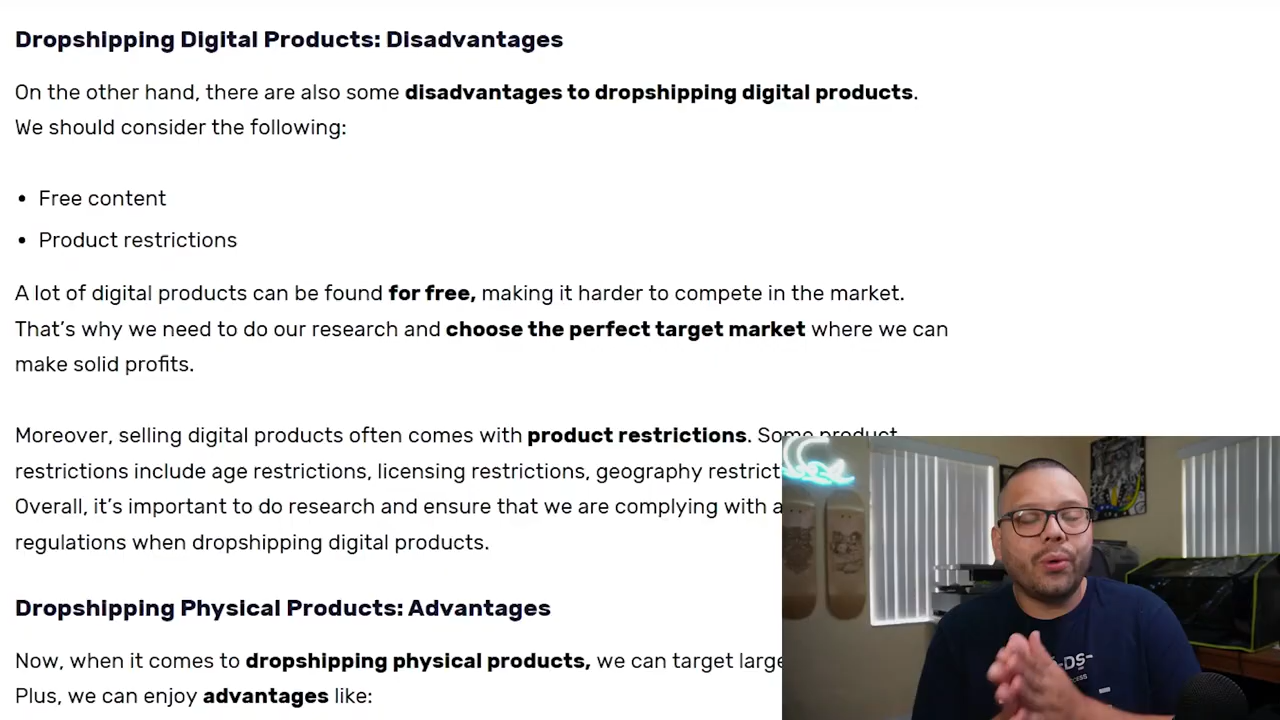 Dropshipping Digital Products: Disadvantages
On the other hand, there are also some disadvantages to dropshipping digital products.
We should consider the following:
• Free content
• Product restrictions
A lot of digital products can be found for free, making it harder to compete in the market.
That's why we need to do our research and choose the perfect target market where we can
make solid profits.
Moreover, selling digital products often comes with product restrictions. Some product
restrictions include age restrictions, licensing restrictions, geography
Overall, it's important to do research and ensure that we are complying with
regulations when dropshipping digital products.
Dropshipping Physical Products: Advantages
Now, when it comes to dropshipping physical products, we can target
Plus, we can enjoy advantages like: